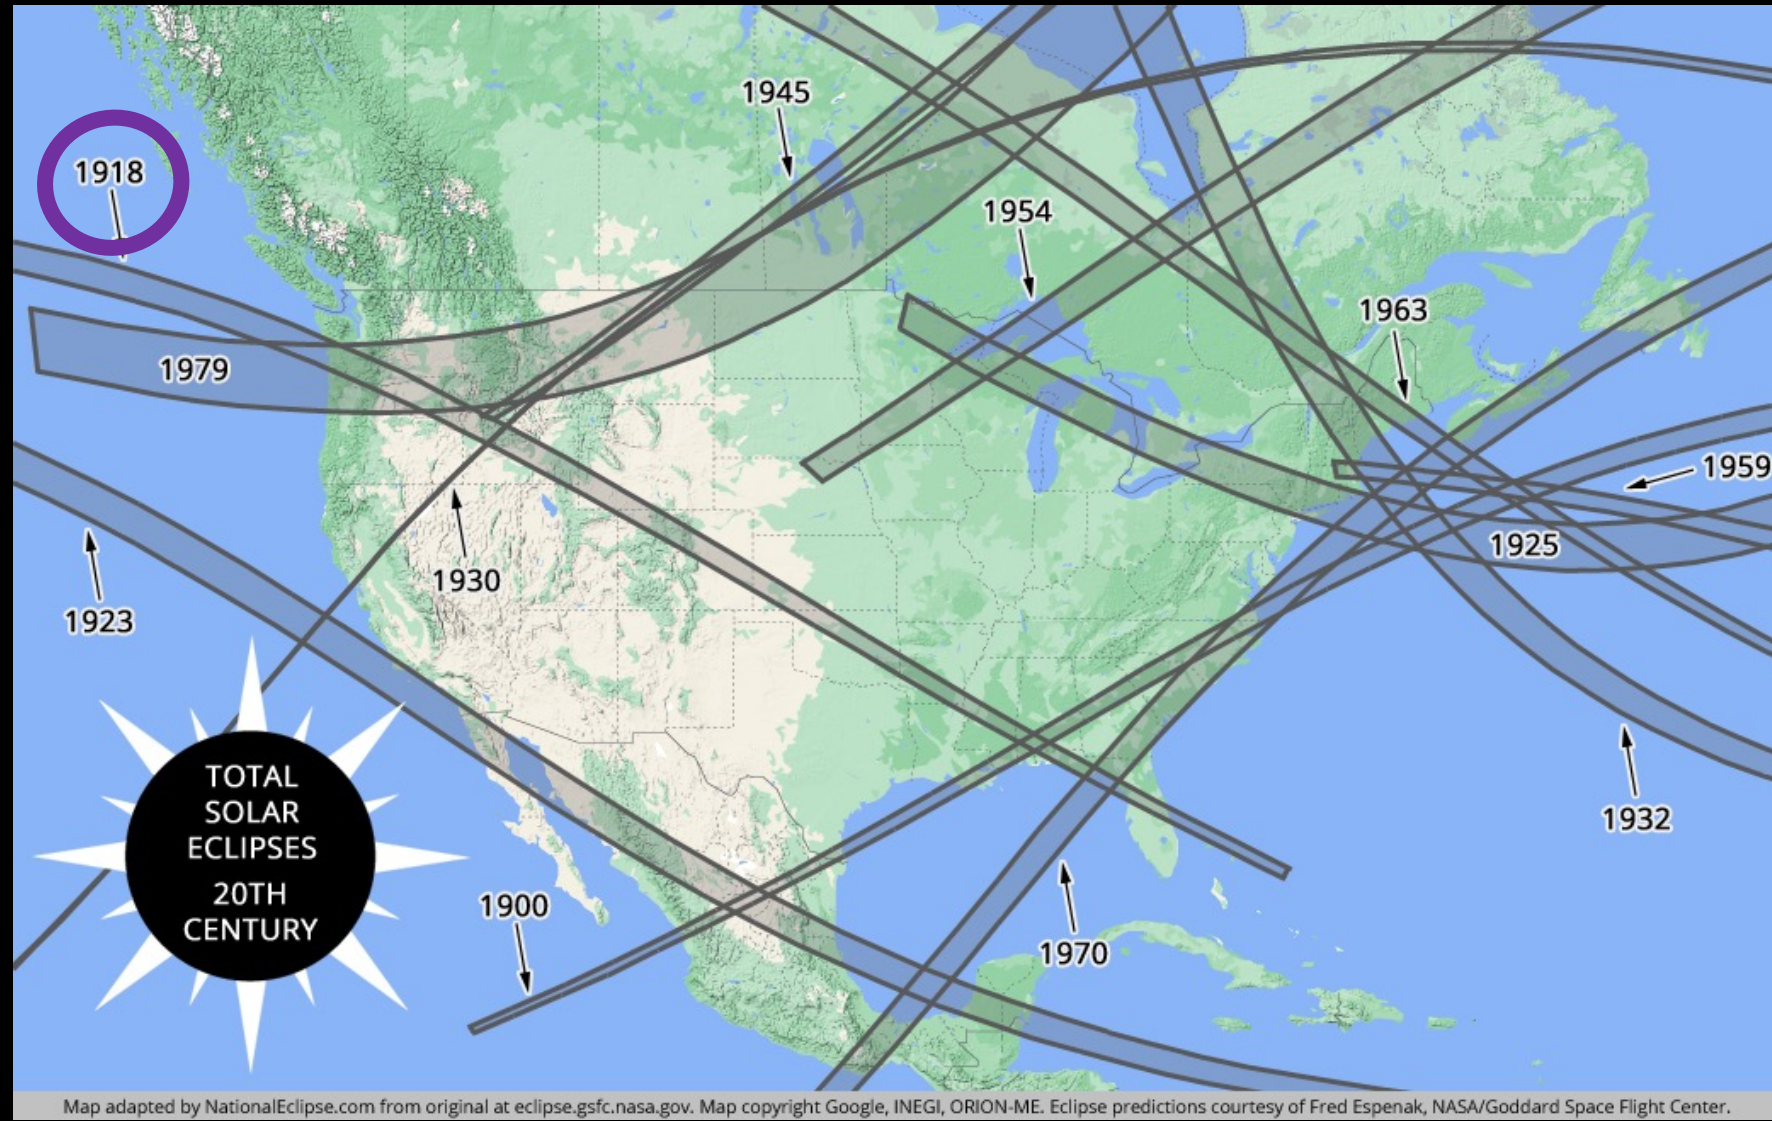 1945
1918
1954
1963
1979
1959
1925
1930
1923
TOTAL
SOLAR
ECLIPSES
20TH
CENTURY
1932
1900
1970
Map adapted by NationalEclipse.com from original at eclipse.gsfc.nasa.gov. Map copyright Google, INEGI, ORION-ME. Eclipse predictions courtesy of Fred Espenak, NASA/Goddard Space Flight Center.